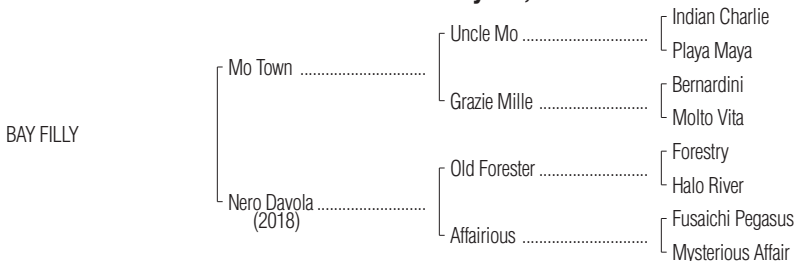 Indian Charlie
Uncle Mo
Playa Maya
Mo Town
Bernardini
Grazie Mille
Molto Vita
BAY FILLY
Forestry
Old Forester
Halo River
Nero Davola
(2018)
Fusaichi Pegasus
Affairious
Mysterious Affair